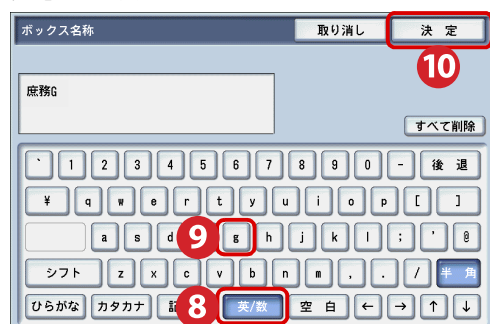 ボックス名称 取り消し 決 定
10
庶務G
すべて削除
` 1 2 3 4 5 6 7 8 9 0 - 後 退
¥ q w e r t y u i o p [ ]
a s d 9 g h j k l ; ' @
シフト z x c v b n m , . / 半 角
ひらがな カタカナ 8 英/数 空 白 ← → ↑ ↓